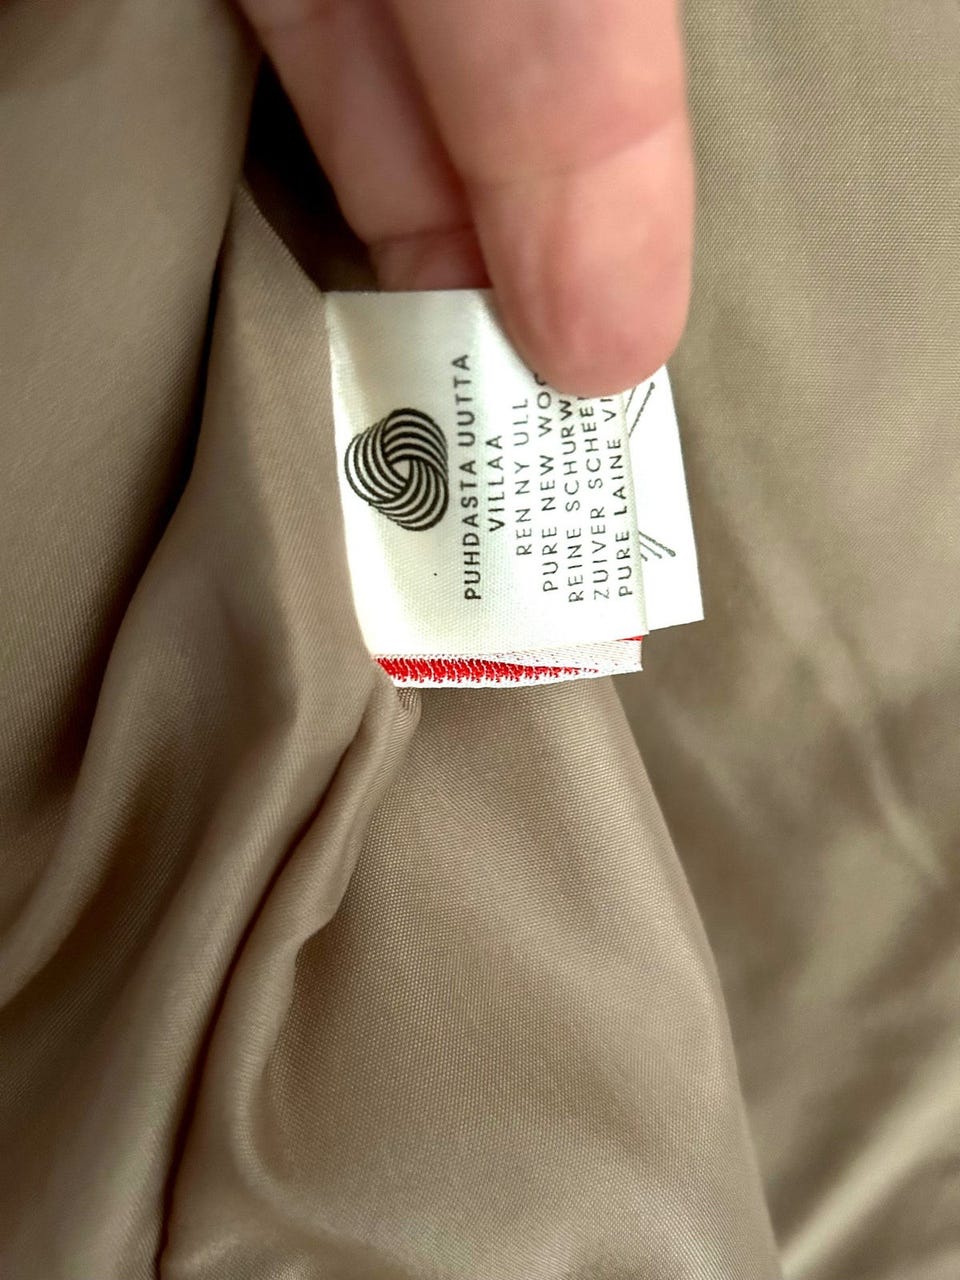 PUHDASTA UUTTA
VILLAA
REN NY ULL
PURE NEW
REINE
ZUIVER
PURE LAINE